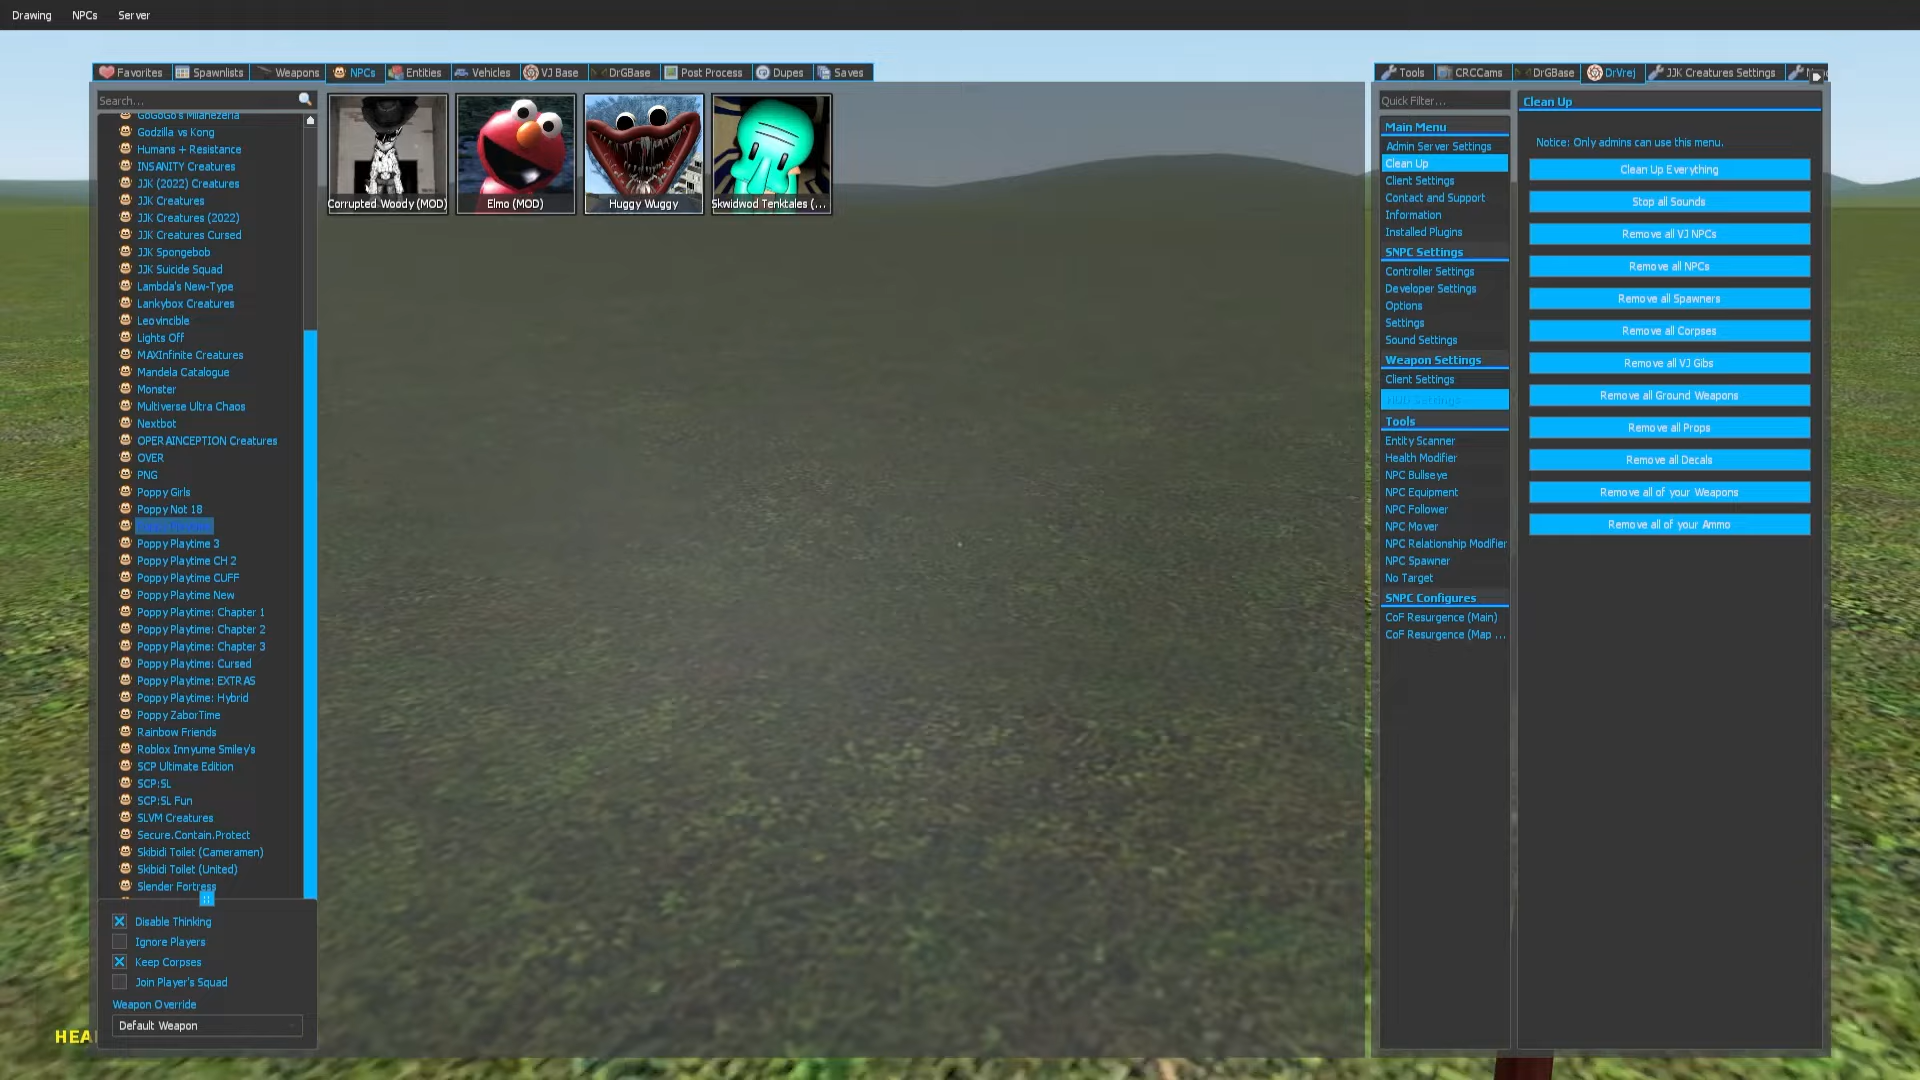 Drawing NPCs Server
Favorites Spawnlists Weapons NPCs Entities Vehicles VJ Base DrGBase Post Process Dupes Saves
Search...
GoGoGo's Milanezeria
Godzilla vs Kong
Humans + Resistance
INSANITY Creatures
JJK (2022) Creatures
JJK Creatures
JJK Creatures (2022)
JJK Creatures Cursed
JJK Spongebob
JJK Suicide Squad
Lambda's New-Type
Lankybox Creatures
Leovincible
Lights Off
MAXInfinite Creatures
Mandela Catalogue
Monster
Multiverse Ultra Chaos
Nextbot
OPERAINCEPTION Creatures
OVER
PNG
Poppy Girls
Poppy Not 18
Poppy Playtime 3
Poppy Playtime CH 2
Poppy Playtime CUFF
Poppy Playtime New
Poppy Playtime: Chapter 1
Poppy Playtime: Chapter 2
Poppy Playtime: Chapter 3
Poppy Playtime: Cursed
Poppy Playtime: EXTRAS
Poppy Playtime: Hybrid
Poppy ZaborTime
Rainbow Friends
Roblox Innyume Smiley's
SCP Ultimate Edition
SCP:SL
SCP:SL Fun
SLVM Creatures
Secure.Contain.Protect
Skibidi Toilet (Cameramen)
Skibidi Toilet (United)
Slender Fortress
Disable Thinking
Ignore Players
Keep Corpses
Join Player's Squad
Weapon Override
Default Weapon
HEA
Corrupted Woody (MOD) Elmo (MOD) Huggy Wuggy Skwidwod Tenktales (...
Tools CRCCams DrGBase DrVrej JJK Creatures Settings
Quick Filter...
Main Menu
Admin Server Settings
Clean Up
Client Settings
Contact and Support
Information
Installed Plugins
SNPC Settings
Controller Settings
Developer Settings
Options
Settings
Sound Settings
Weapon Settings
Client Settings
Tools
Entity Scanner
Health Modifier
NPC Bullseye
NPC Equipment
NPC Follower
NPC Mover
NPC Relationship Modifier
NPC Spawner
No Target
SNPC Configures
CoF Resurgence (Main)
CoF Resurgence (Map ...
Clean Up
Notice: Only admins can use this menu.
Clean Up Everything
Stop all Sounds
Remove all VJ NPCs
Remove all NPCs
Remove all Spawners
Remove all Corpses
Remove all VJ Gibs
Remove all Ground Weapons
Remove all Props
Remove all Decals
Remove all of your Weapons
Remove all of your Ammo